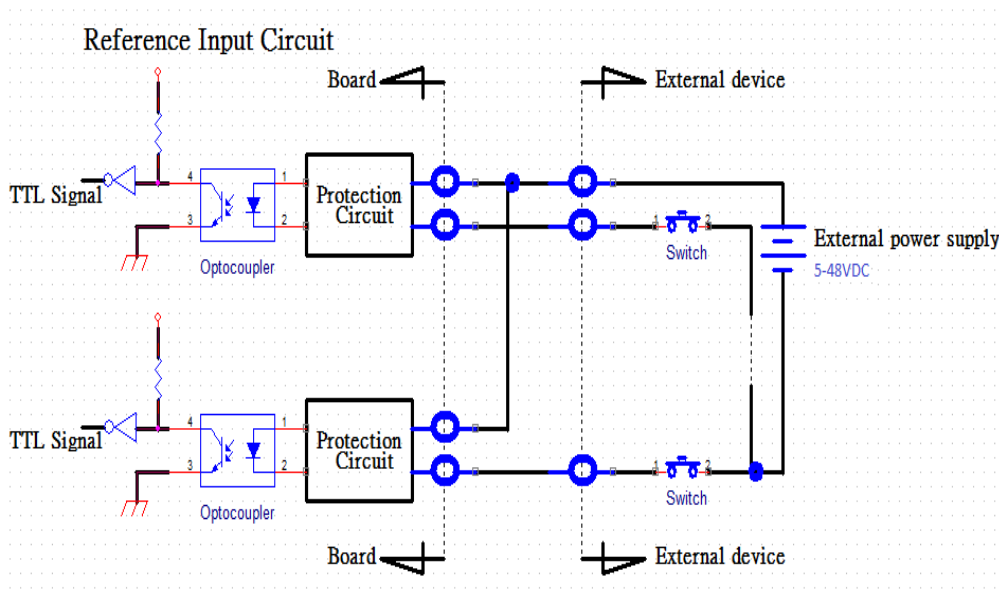 Reference Input Circuit
Board
External device
TTL Signal
4
1
3
2
Optocoupler
Protection
Circuit
1
2
Switch
External power supply
5-48VDC
TTL Signal
4
1
3
2
Optocoupler
Protection
Circuit
1
2
Switch
Board
External device